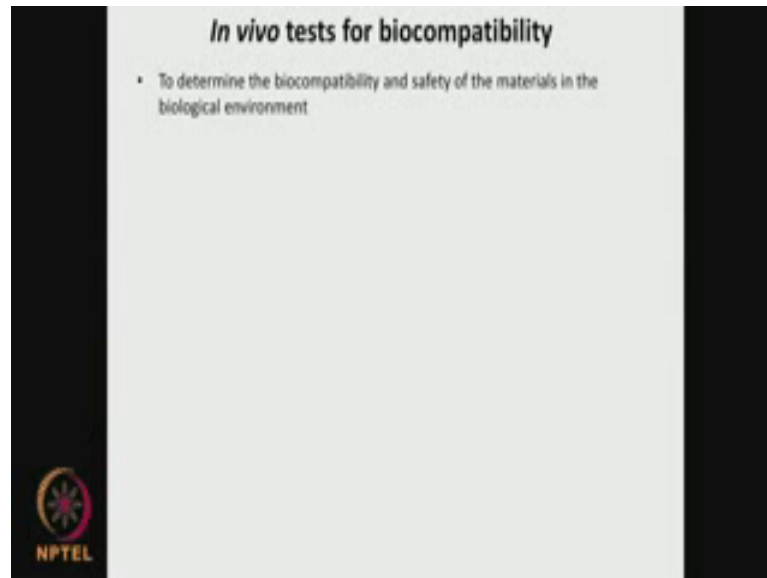 In vivo tests for biocompatibility
• To determine the biocompatibility and safety of the materials in the
biological environment
NPTEL